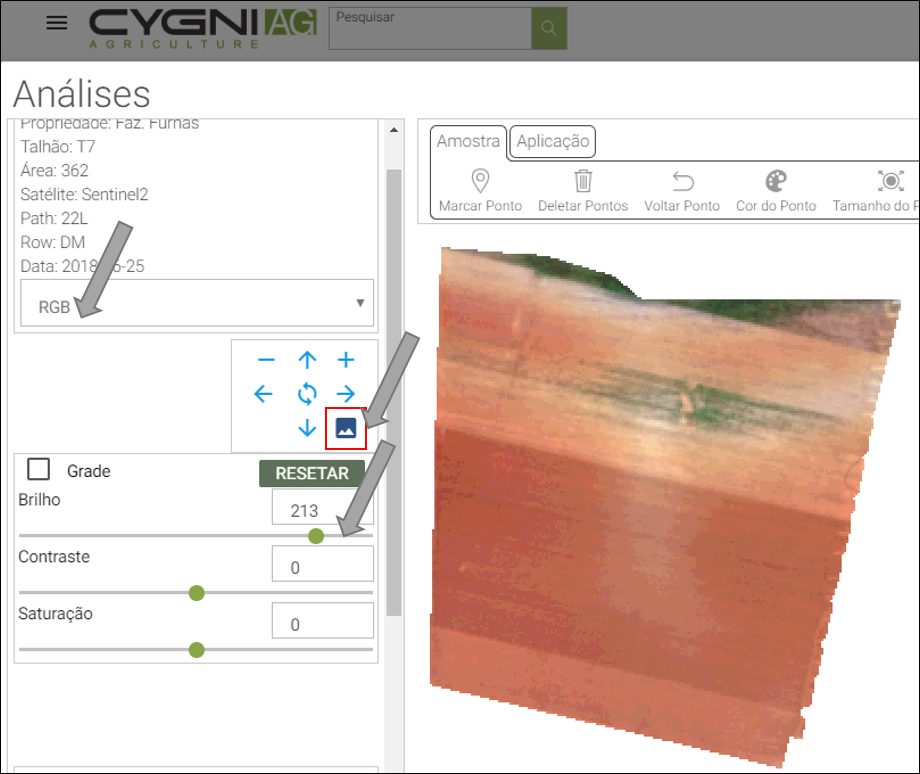 CYGNI AG
AGRICULTURE
Pesquisar
Análises
Propriedade: Faz. Furnas
Talhão: T7
Área: 362
Satélite: Sentinel2
Path: 22L
Row: DM
Data: 2018 6-25
RGB
Grade
RESETAR
Brilho
213
Contraste
0
Saturação
0
Amostra
Aplicação
Marcar Ponto
Deletar Pontos
Voltar Ponto
Cor do Ponto
Tamanho do P